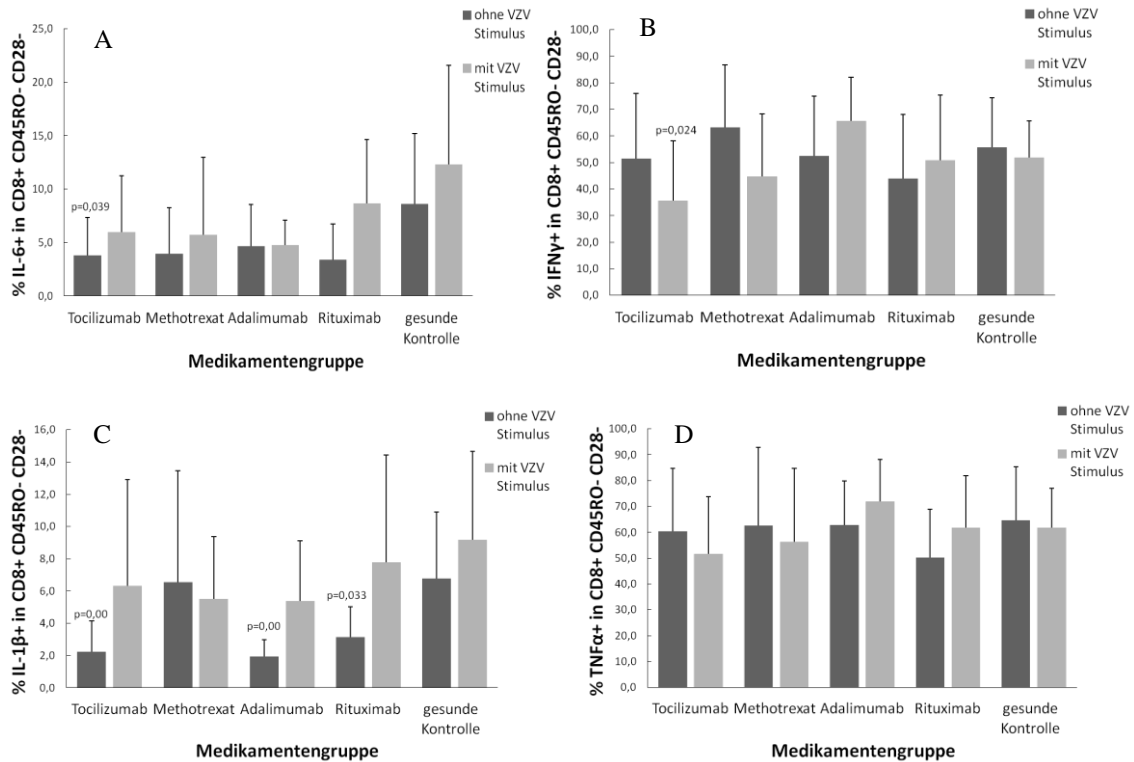 A
% IL-6+ in CD8+ CD45RO- CD28-
25,0
20,0
15,0
10,0
5,0
0,0
ohne VZV
Stimulus
mit VZV
Stimulus
p=0,039
Tocilizumab Methotrexat Adalimumab Rituximab gesunde
Kontrolle
Medikamentengruppe
B
% IFNγ+ in CD8+ CD45RO- CD28-
100,0
90,0
80,0
70,0
60,0
50,0
40,0
30,0
20,0
10,0
0,0
ohne VZV
Stimulus
mit VZV
Stimulus
p=0,024
Tocilizumab Methotrexat Adalimumab Rituximab gesunde
Kontrolle
Medikamentengruppe
C
% IL-1β+ in CD8+ CD45RO- CD28-
16,0
14,0
12,0
10,0
8,0
6,0
4,0
2,0
0,0
ohne VZV
Stimulus
mit VZV
Stimulus
p=0,00
p=0,00
p=0,033
Tocilizumab Methotrexat Adalimumab Rituximab gesunde
Kontrolle
Medikamentengruppe
D
% TNFα+ in CD8+ CD45RO- CD28-
100,0
90,0
80,0
70,0
60,0
50,0
40,0
30,0
20,0
10,0
0,0
ohne VZV
Stimulus
mit VZV
Stimulus
Tocilizumab Methotrexat Adalimumab Rituximab gesunde
Kontrolle
Medikamentengruppe